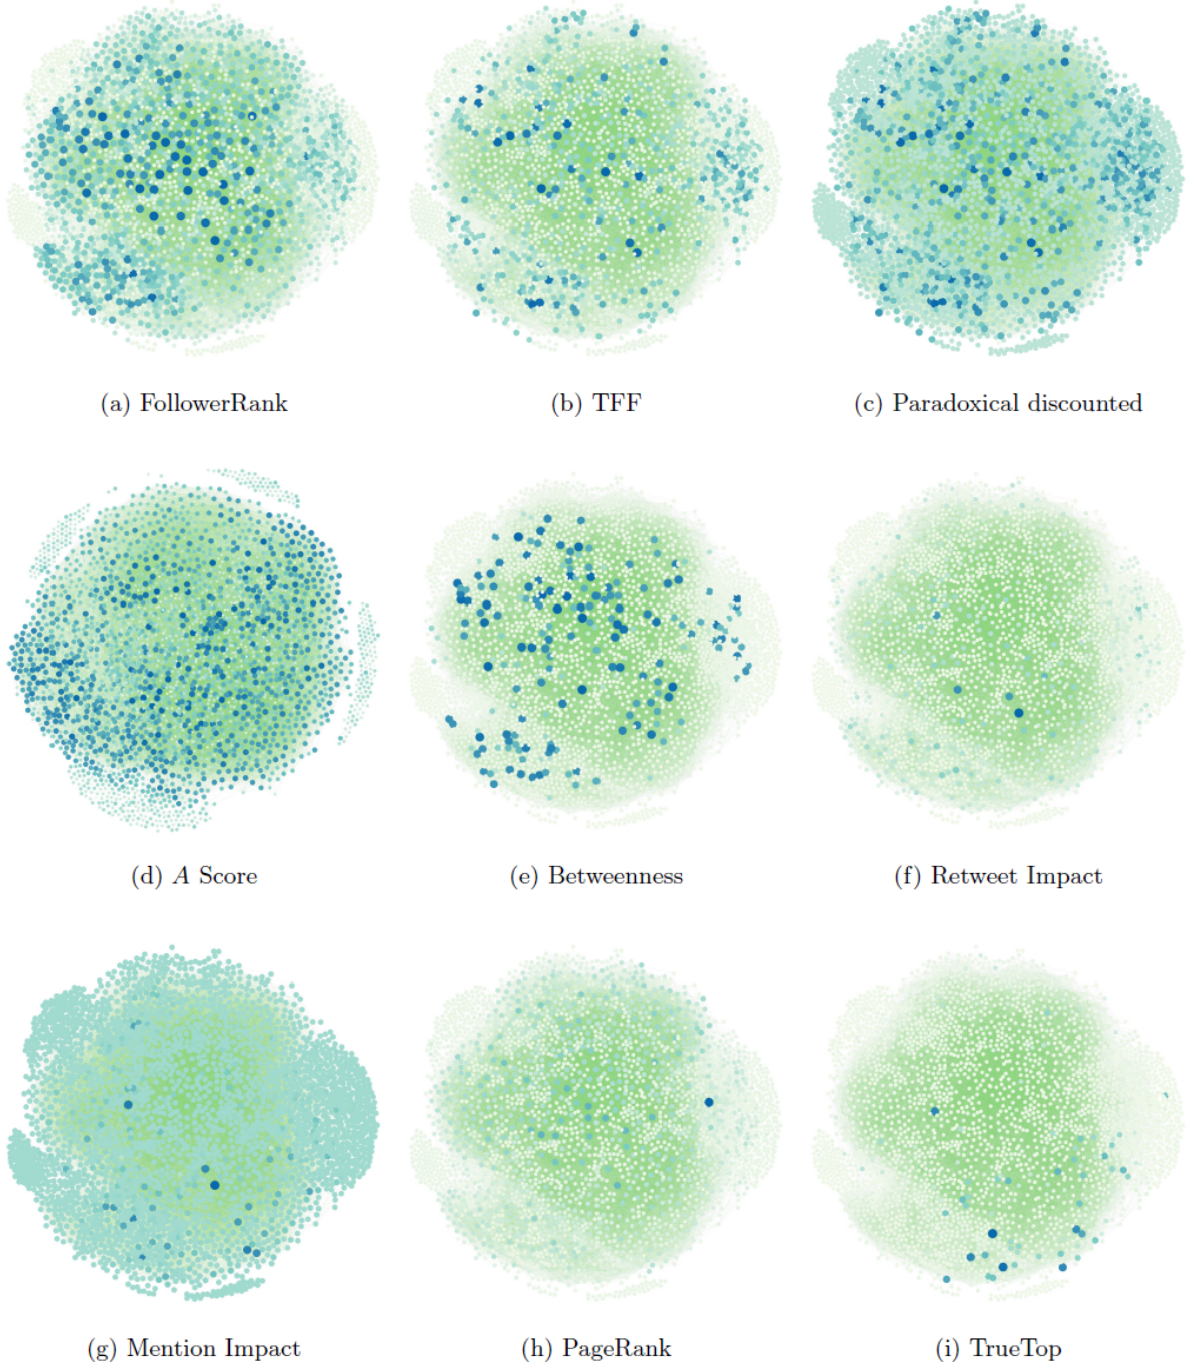 (a) FollowerRank
(b) TFF
(c) Paradoxical discounted
(d) A Score
(e) Betweenness
(f) Retweet Impact
(g) Mention Impact
(h) PageRank
(i) TrueTop